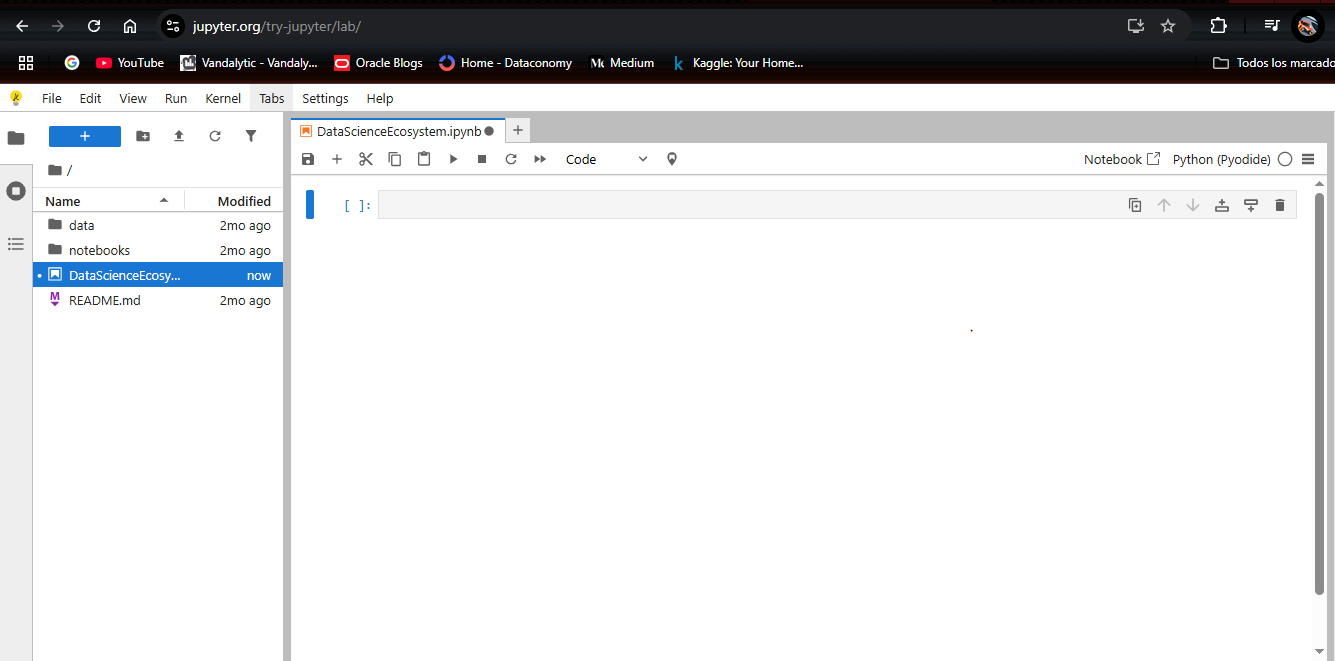 jupyter.org/try-jupyter/lab/
YouTube Vandalytic - Vandaly... Oracle Blogs Home - Dataconomy Medium Kaggle: Your Home... Todos los marcado
File Edit View Run Kernel Tabs Settings Help
DataScienceEcosystem.ipynb
Code Notebook Python (Pyodide)
/
Name Modified
[ ]:
data 2mo ago
notebooks 2mo ago
DataScienceEcosy... now
README.md 2mo ago